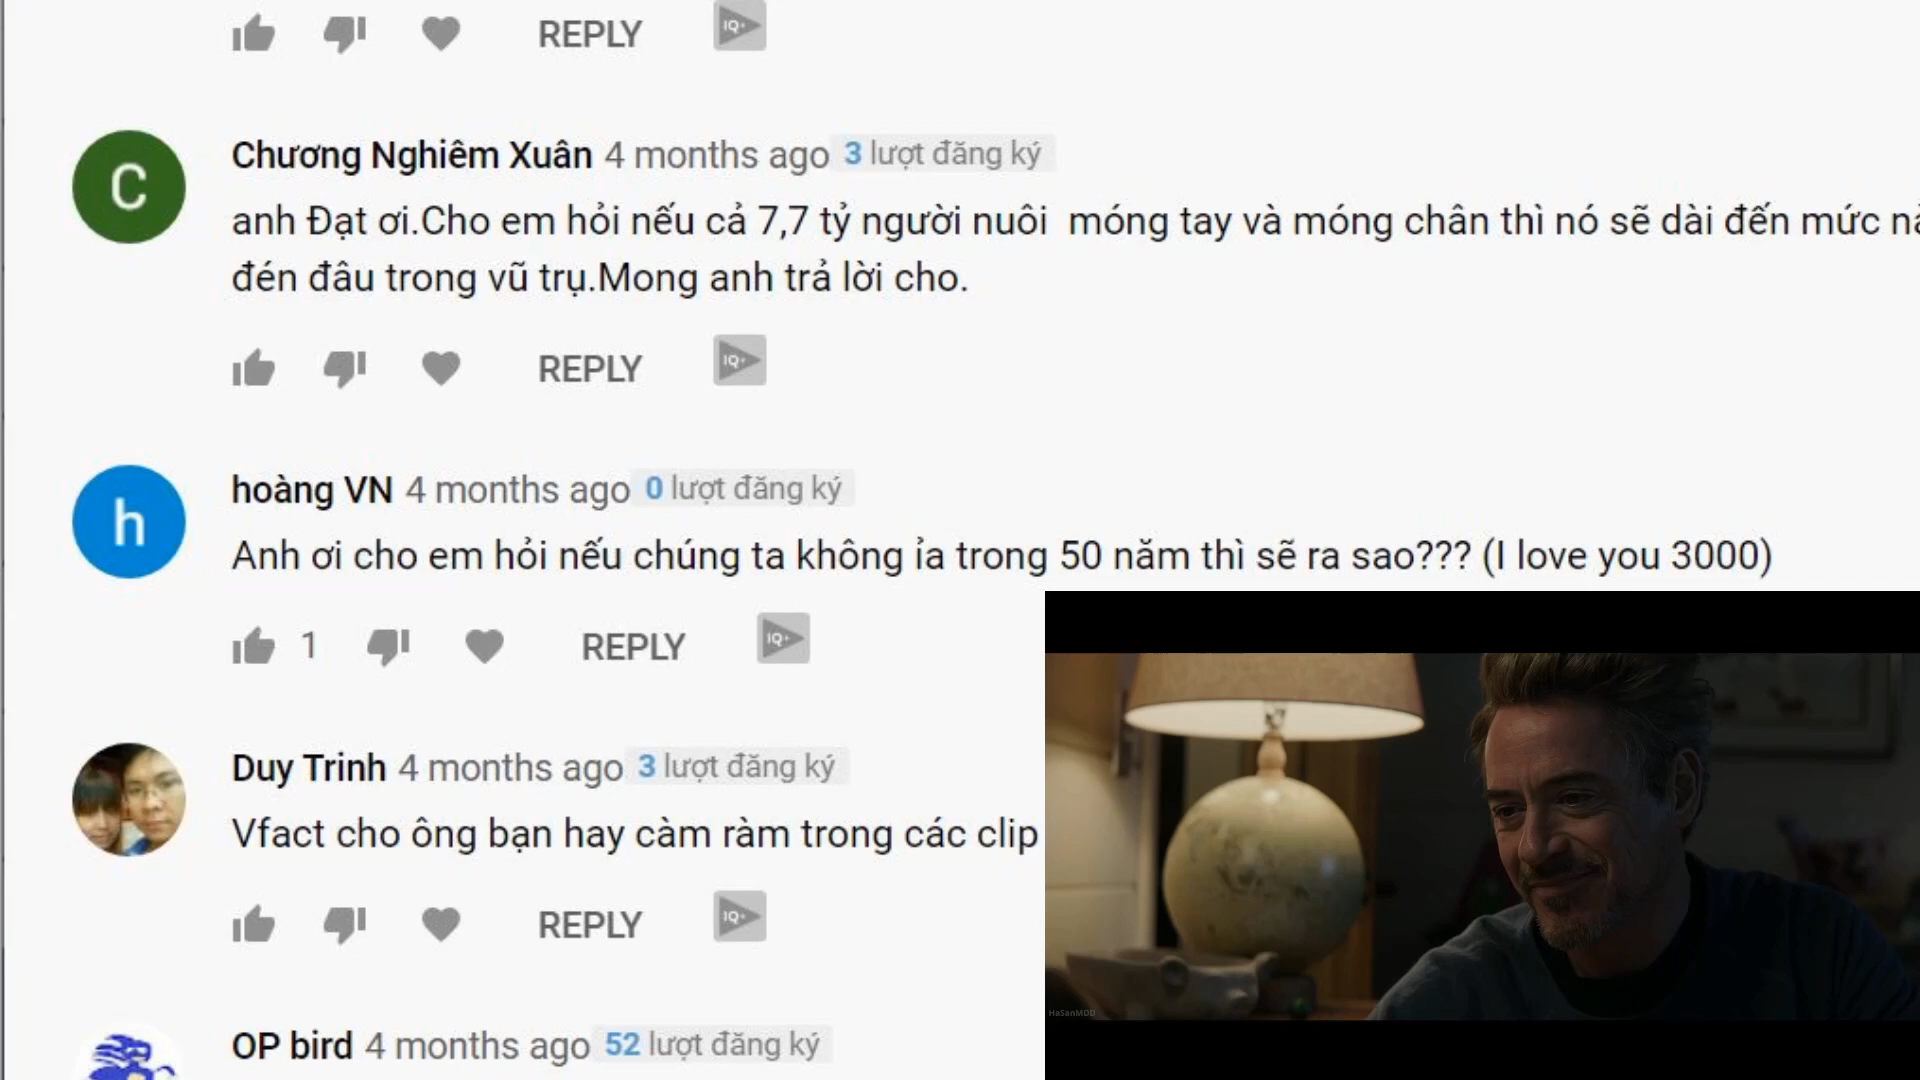 REPLY
IQ+
C
Chương Nghiêm Xuân 4 months ago 3 lượt đăng ký
anh Đạt ơi.Cho em hỏi nếu cả 7,7 tỷ người nuôi  móng tay và móng chân thì nó sẽ dài đến mức
đén đâu trong vũ trụ.Mong anh trả lời cho.
REPLY
IQ+
h
hoàng VN 4 months ago 0 lượt đăng ký
Anh ơi cho em hỏi nếu chúng ta không ỉa trong 50 năm thì sẽ ra sao??? (I love you 3000)
1 REPLY
IQ+
Duy Trinh 4 months ago 3 lượt đăng ký
Vfact cho ông bạn hay càm ràm trong các clip
REPLY
IQ+
HaSanMDD
OP bird 4 months ago 52 lượt đăng ký